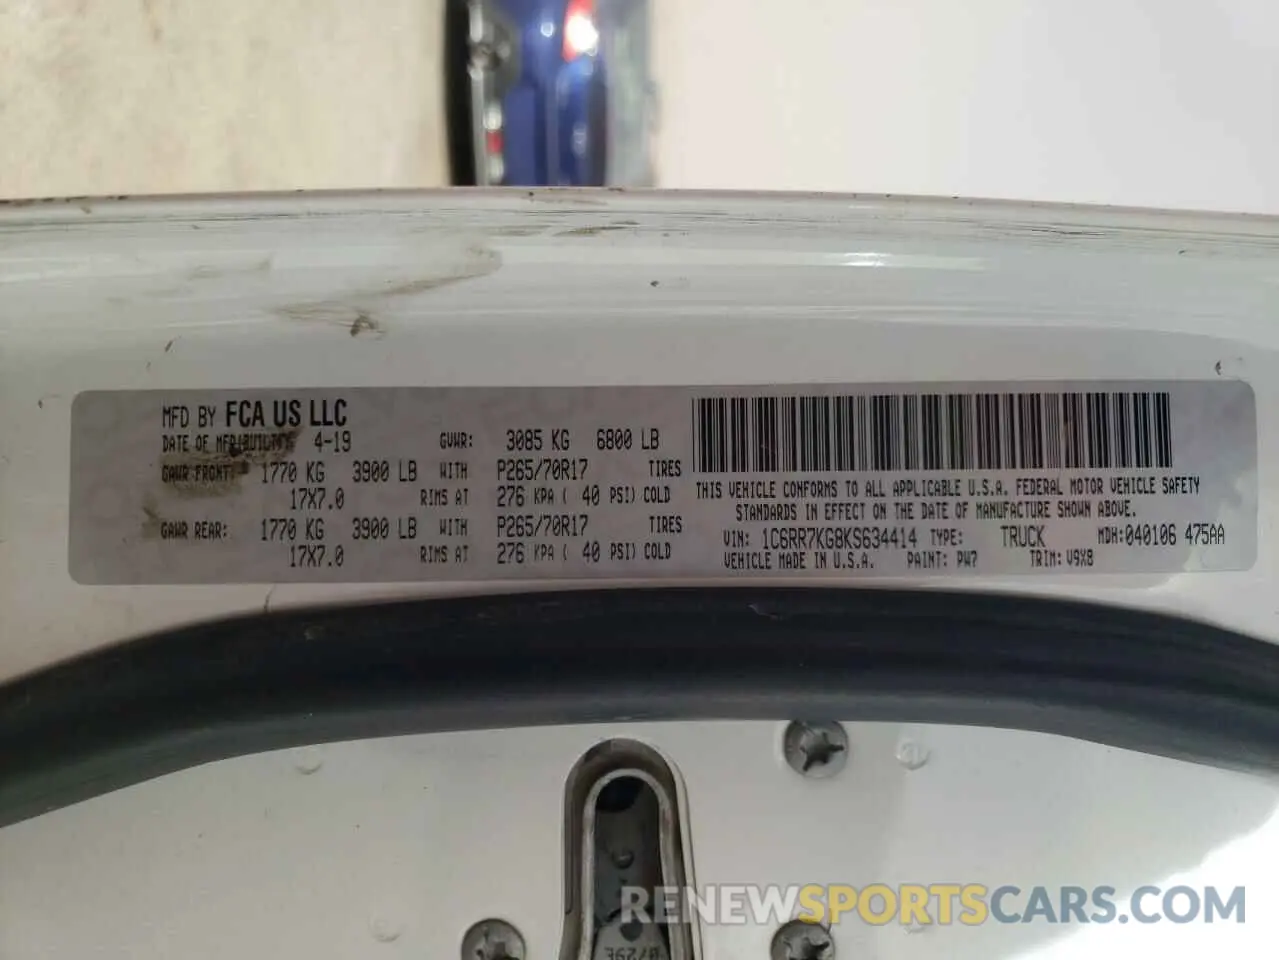 MFD BY FCA US LLC
DATE OF MFR 4-19 GVWR: 3085 KG 6800 LB
GAWR FRONT: 1770 KG 3900 LB WITH P265/70R17 TIRES
17X7.0 RIMS AT 276 KPA ( 40 PSI) COLD
GAWR REAR: 1770 KG 3900 LB WITH P265/70R17 TIRES
17X7.0 RIMS AT 276 KPA ( 40 PSI) COLD
THIS VEHICLE CONFORMS TO ALL APPLICABLE U.S.A. FEDERAL MOTOR VEHICLE SAFETY
STANDARDS IN EFFECT ON THE DATE OF MANUFACTURE SHOWN ABOVE.
VIN: 1C6RR7KG8KS634414 TYPE: TRUCK MDH:040106 475AA
VEHICLE MADE IN U.S.A. PAINT: PW7 TRIM: V9X8
RENEWSPORTSCARS.COM